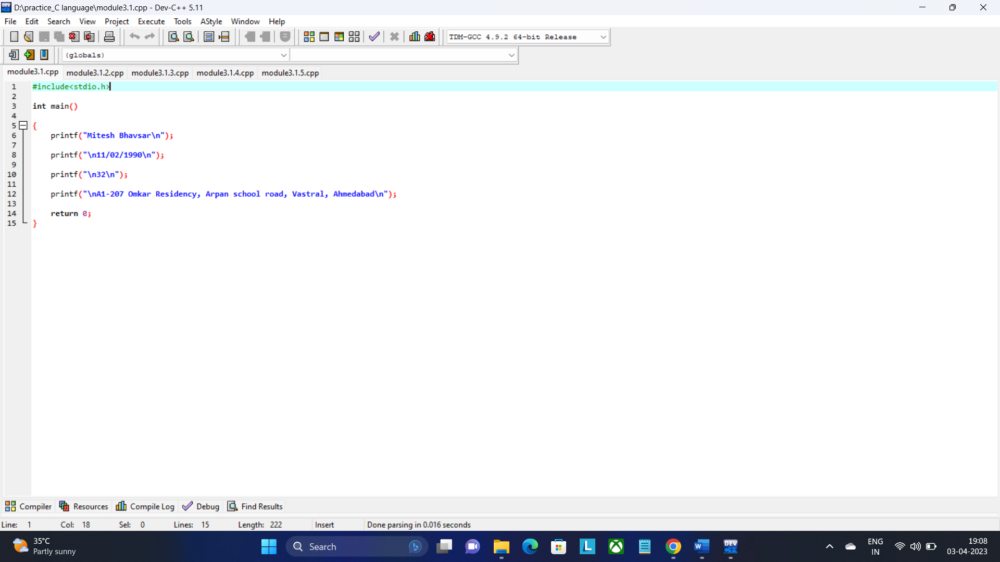 D:\practice_C language\module3.1.cpp - Dev-C++ 5.11
File Edit Search View Project Execute Tools AStyle Window Help
TDM-GCC 4.9.2 64-bit Release
(globals)
module3.1.cpp module3.1.2.cpp module3.1.3.cpp module3.1.4.cpp module3.1.5.cpp
1 #include<stdio.h>
2
3 int main()
4
5 {
6 printf("Mitesh Bhavsar\n");
7
8 printf("\n11/02/1990\n");
9
10 printf("\n32\n");
11
12 printf("\nA1-207 Omkar Residency, Arpan school road, Vastral, Ahmedabad\n");
13
14 return 0;
15 }
Compiler Resources Compile Log Debug Find Results
Line: 1 Col: 18 Sel: 0 Lines: 15 Length: 222 Insert Done parsing in 0.016 seconds
35°C
Partly sunny
Search
L
W
DEV
C++
ENG
IN
19:08
03-04-2023